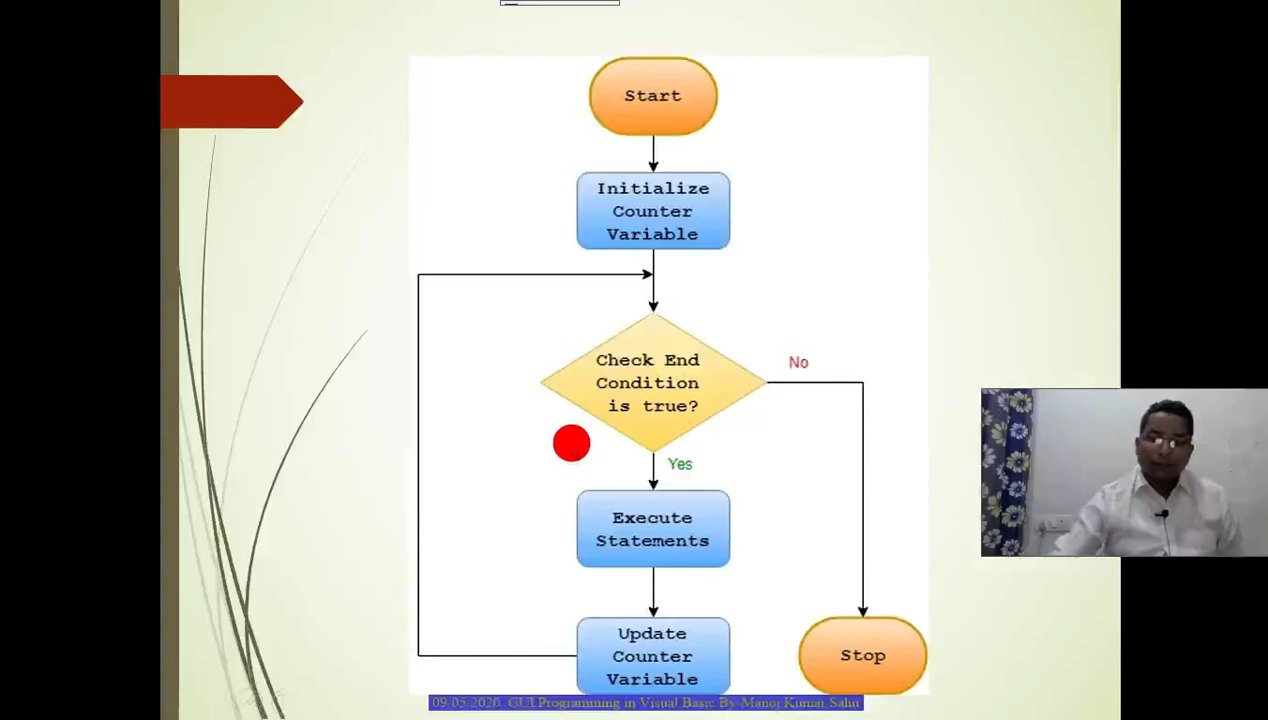 Start
Initialize
Counter
Variable
Check End
Condition
is true?
No
Yes
Execute
Statements
Update
Counter
Variable
Stop
09/05/2020 GUI Programming in Visual Basic By-Manoj Kumar Sahu